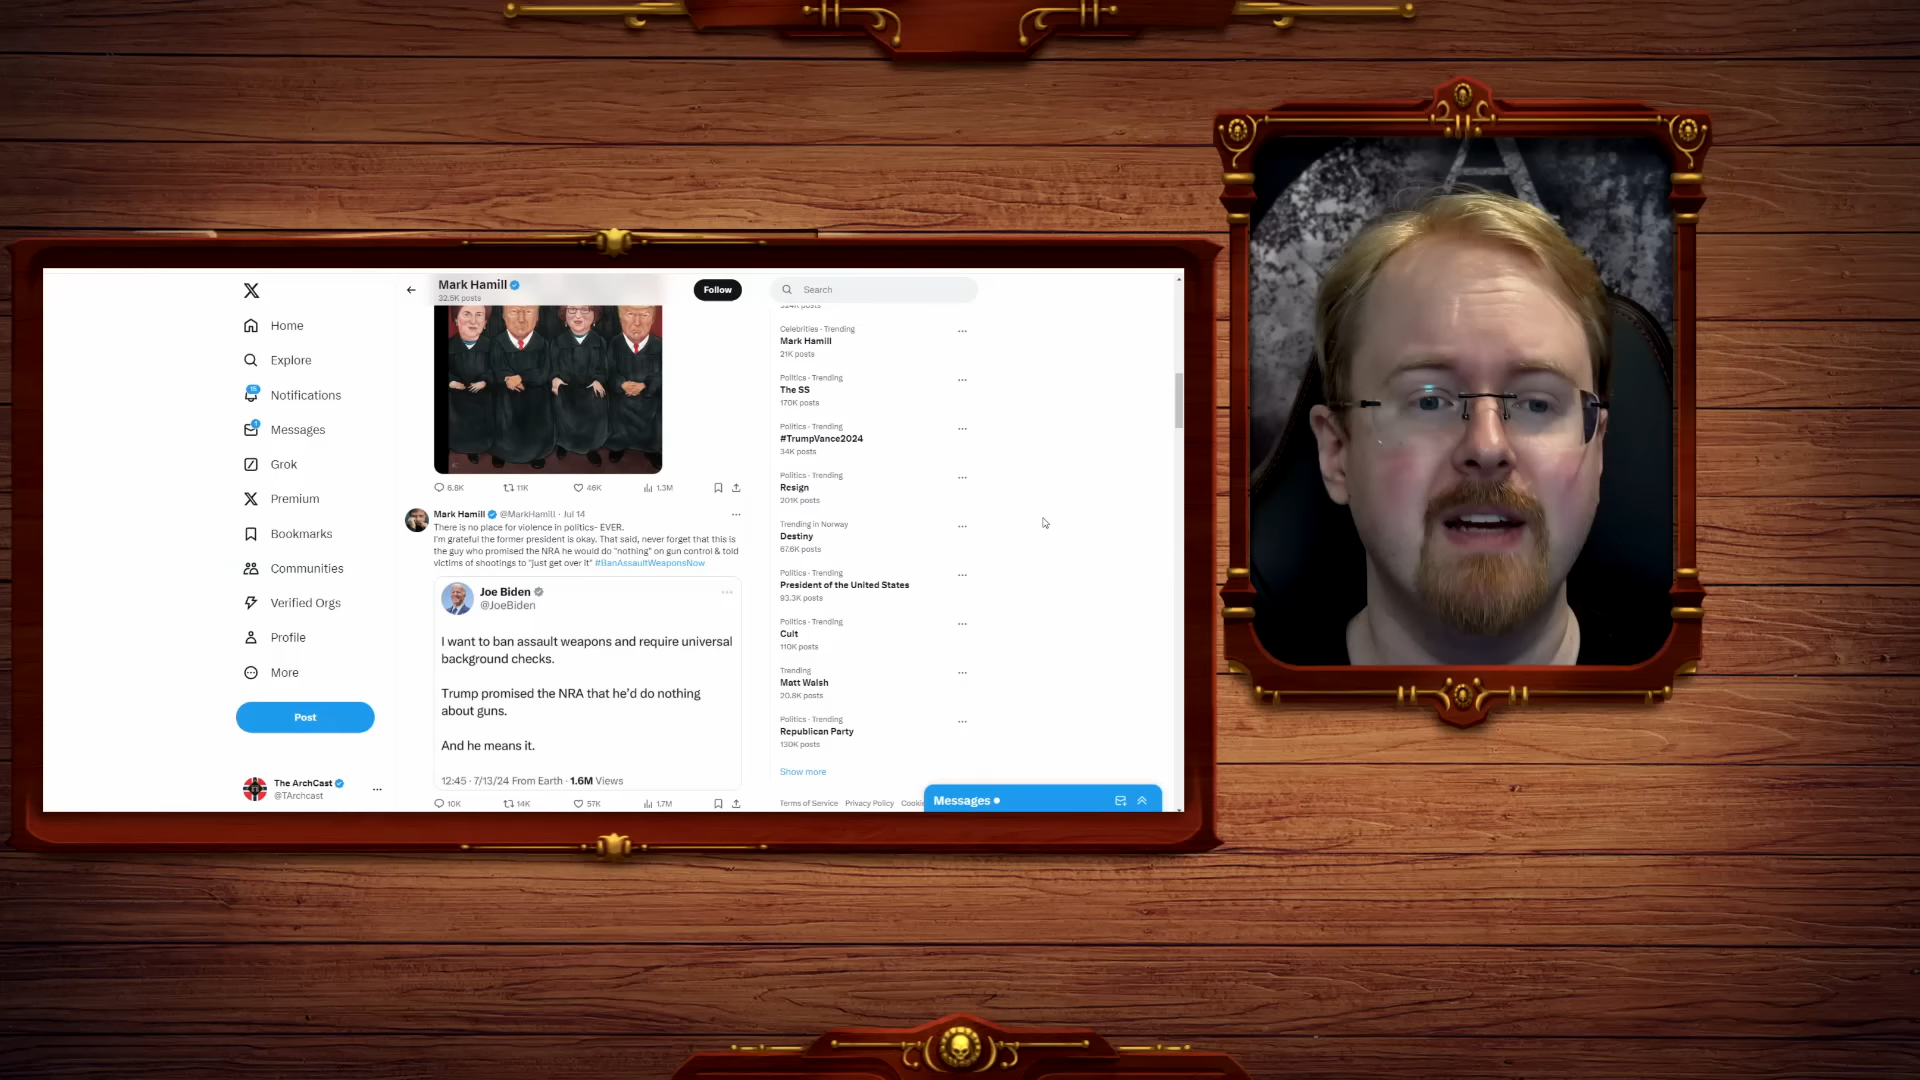 Home
Explore
15
Notifications
1
Messages
Grok
Premium
Bookmarks
Communities
Verified Orgs
Profile
More
Post
The ArchCast
@TArchcast
Mark Hamill
32.5K posts
Follow
6.8K 11K 46K 1.3M
Mark Hamill @MarkHamill · Jul 14
There is no place for violence in politics- EVER.
I'm grateful the former president is okay. That said, never forget that this is
the guy who promised the NRA he would do "nothing" on gun control & told
victims of shootings to "just get over it" #BanAssaultWeaponsNow
Joe Biden
@JoeBiden
I want to ban assault weapons and require universal
background checks.
Trump promised the NRA that he'd do nothing
about guns.
And he means it.
12:45 · 7/13/24 From Earth · 1.6M Views
10K 14K 57K 1.7M
Search
Celebrities · Trending
Mark Hamill
21K posts
Politics · Trending
The SS
170K posts
Politics · Trending
#TrumpVance2024
34K posts
Politics · Trending
Resign
201K posts
Trending in Norway
Destiny
67.6K posts
Politics · Trending
President of the United States
93.3K posts
Politics · Trending
Cult
110K posts
Trending
Matt Walsh
20.8K posts
Politics · Trending
Republican Party
130K posts
Show more
Terms of Service Privacy Policy
Messages